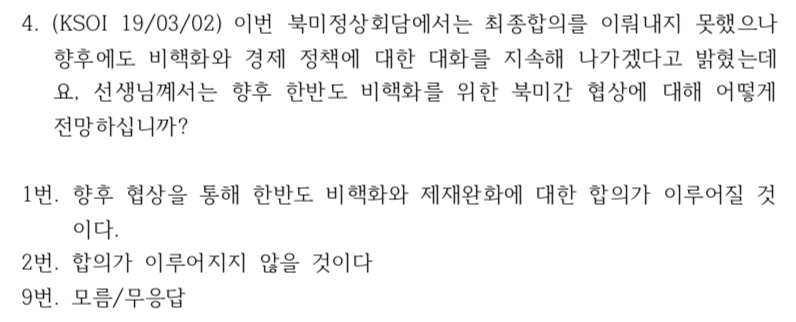 4. (KSOI 19/03/02) 이번 북미정상회담에서는 최종합의를 이뤄내지 못했으나
향후에도 비핵화와 경제 정책에 대한 대화를 지속해 나가겠다고 밝혔는데
요, 선생님께서는 향후 한반도 비핵화를 위한 북미간 협상에 대해 어떻게
전망하십니까?
1번. 향후 협상을 통해 한반도 비핵화와 제재완화에 대한 합의가 이루어질 것
이다.
2번. 합의가 이루어지지 않을 것이다
9번. 모름/무응답